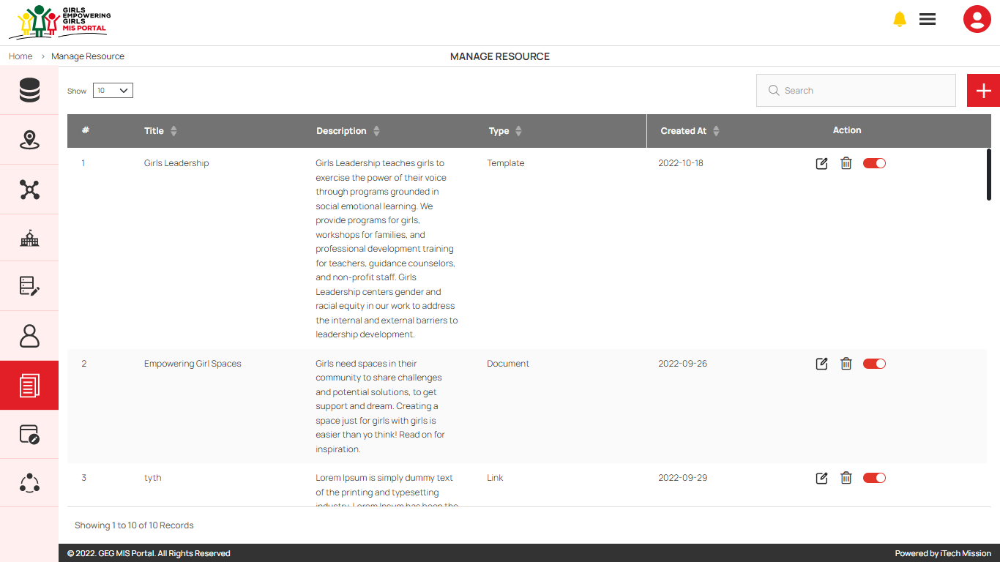 GIRLS
EMPOWERING
GIRLS
MIS PORTAL
Home > Manage Resource
MANAGE RESOURCE
Show 10
Search
# Title Description Type Created At Action
1 Girls Leadership Girls Leadership teaches girls to Template 2022-10-18
exercise the power of their voice
through programs grounded in
social emotional learning. We
provide programs for girls,
workshops for families, and
professional development training
for teachers, guidance counselors,
and non-profit staff. Girls
Leadership centers gender and
racial equity in our work to address
the internal and external barriers to
leadership development.
2 Empowering Girl Spaces Girls need spaces in their Document 2022-09-26
community to share challenges
and potential solutions, to get
support and dream. Creating a
space just for girls with girls is
easier than yo think! Read on for
inspiration.
3 tyth Lorem Ipsum is simply dummy text Link 2022-09-29
of the printing and typesetting
industry. Lorem Ipsum has been the
Showing 1 to 10 of 10 Records
© 2022. GEG MIS Portal. All Rights Reserved
Powered by iTech Mission